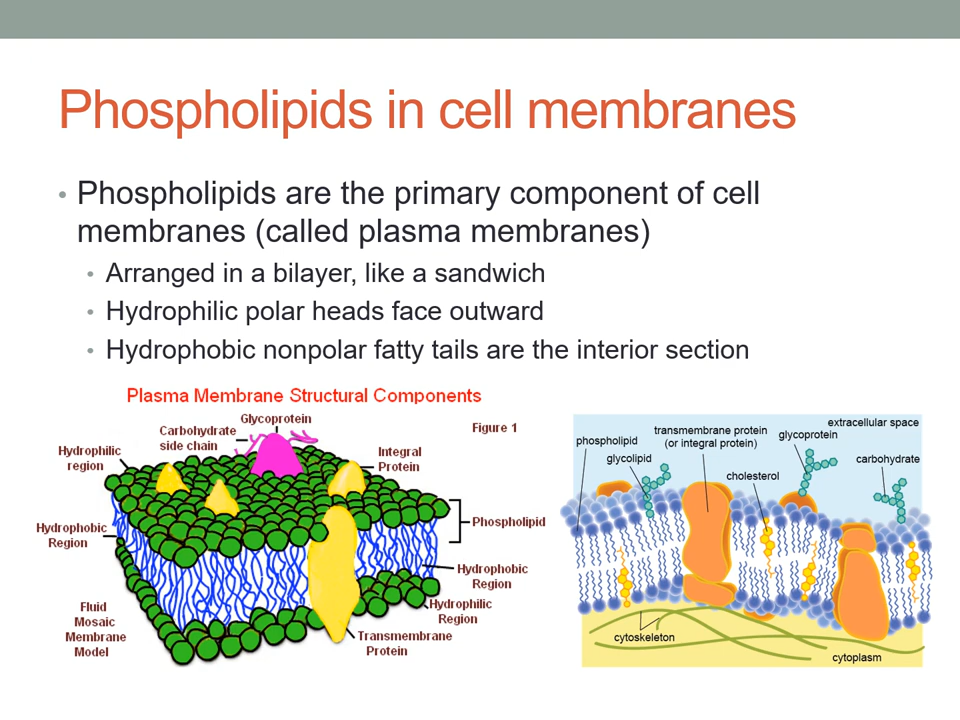 Phospholipids in cell membranes
• Phospholipids are the primary component of cell
membranes (called plasma membranes)
• Arranged in a bilayer, like a sandwich
• Hydrophilic polar heads face outward
• Hydrophobic nonpolar fatty tails are the interior section
Plasma Membrane Structural Components
Glycoprotein
Figure 1
Carbohydrate
side chain
Hydrophilic
region
Integral
Protein
Hydrophobic
Region
Phospholipid
Hydrophobic
Region
Hydrophilic
Region
Fluid
Mosaic
Membrane
Model
Transmembrane
Protein
extracellular space
transmembrane protein
(or integral protein)
glycoprotein
phospholipid
glycolipid
carbohydrate
cholesterol
cytoskeleton
cytoplasm